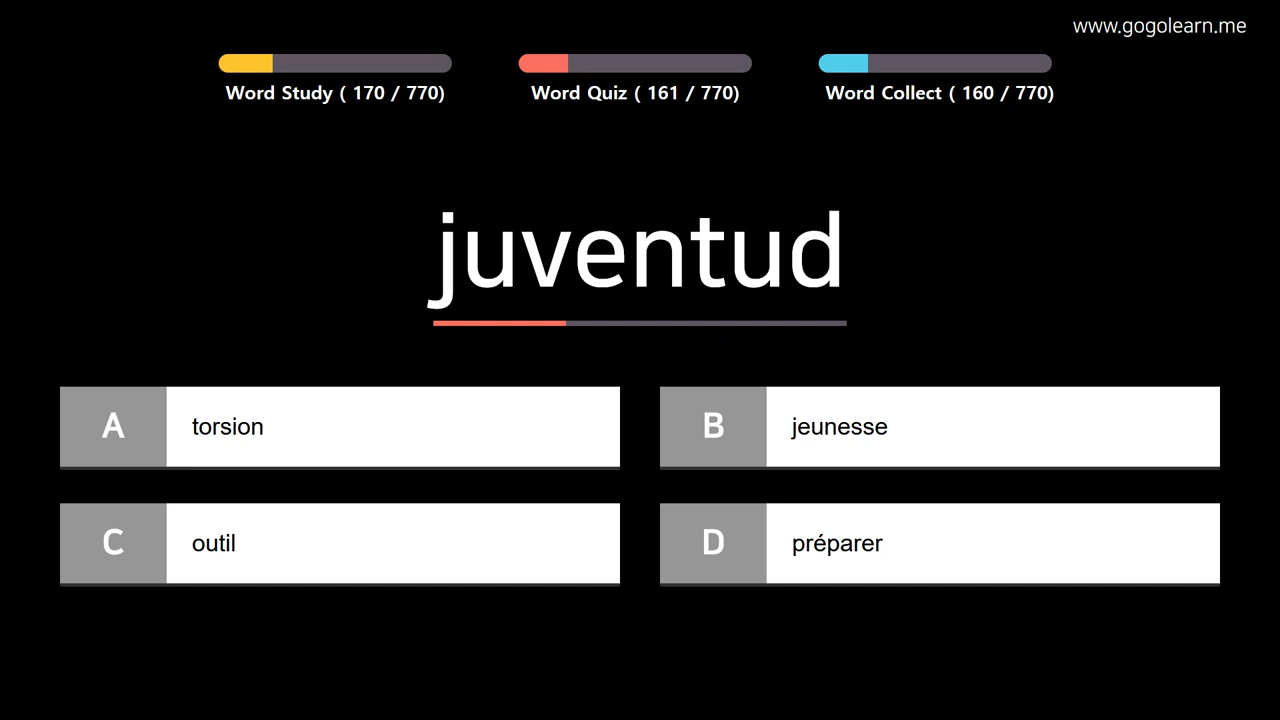 www.gogolearn.me
Word Study ( 170 / 770)
Word Quiz ( 161 / 770)
Word Collect ( 160 / 770)
juventud
A torsion
B jeunesse
C outil
D préparer